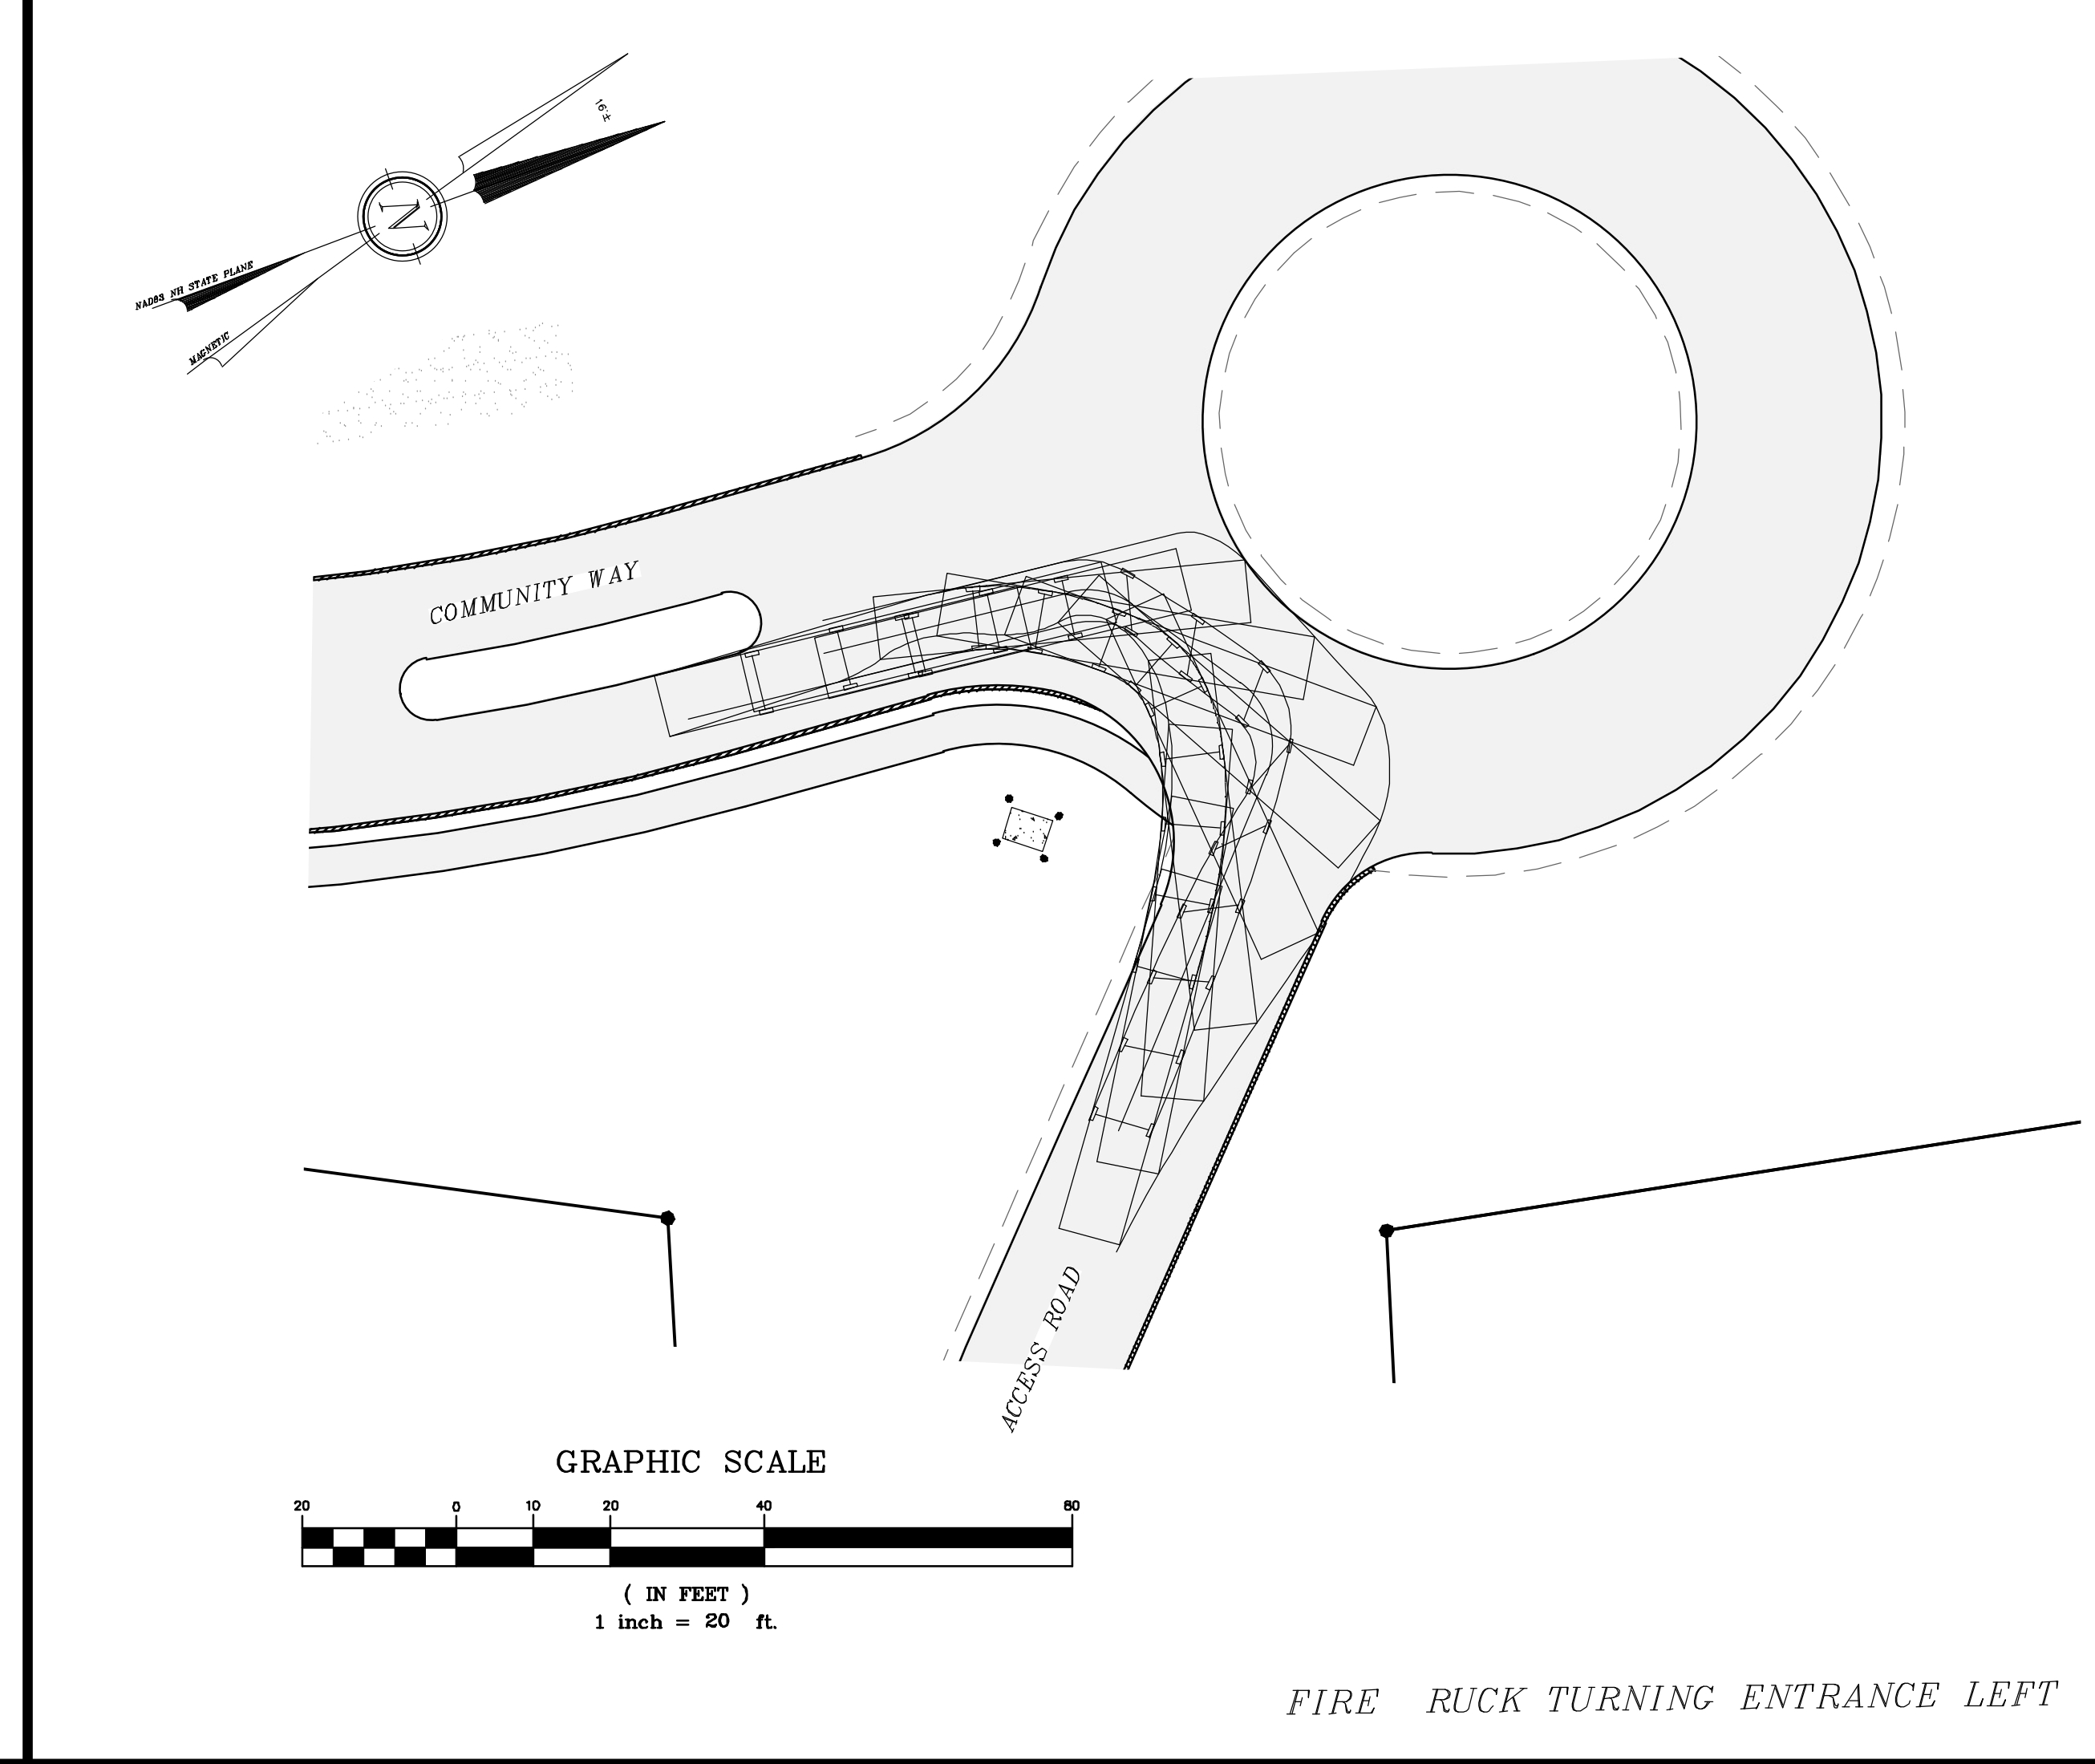 16°±
N
NAD83 NH STATE PLANE
MAGNETIC
COMMUNITY WAY
ACCESS ROAD
GRAPHIC SCALE
20 0 10 20 40 80
( IN FEET )
1 inch = 20 ft.
FIRE RUCK TURNING ENTRANCE LEFT